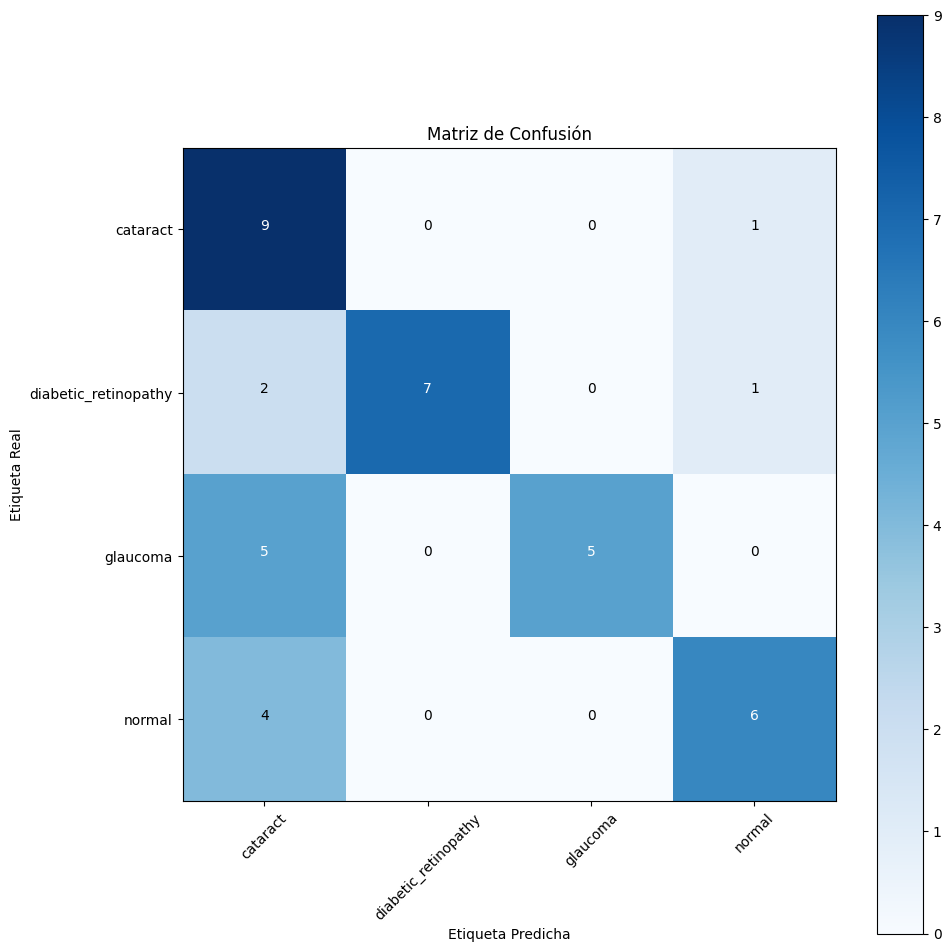 Matriz de Confusión
Etiqueta Real
cataract
9
0
0
1
diabetic_retinopathy
2
7
0
1
glaucoma
5
0
5
0
normal
4
0
0
6
cataract
diabetic_retinopathy
glaucoma
normal
Etiqueta Predicha
9
8
7
6
5
4
3
2
1
0